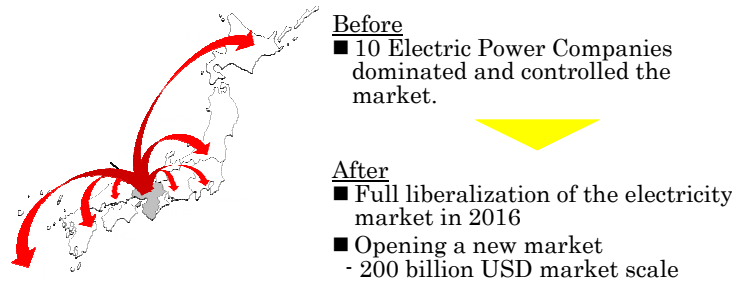 Before
■ 10 Electric Power Companies
dominated and controlled the
market.
After
■ Full liberalization of the electricity
market in 2016
■ Opening a new market
- 200 billion USD market scale